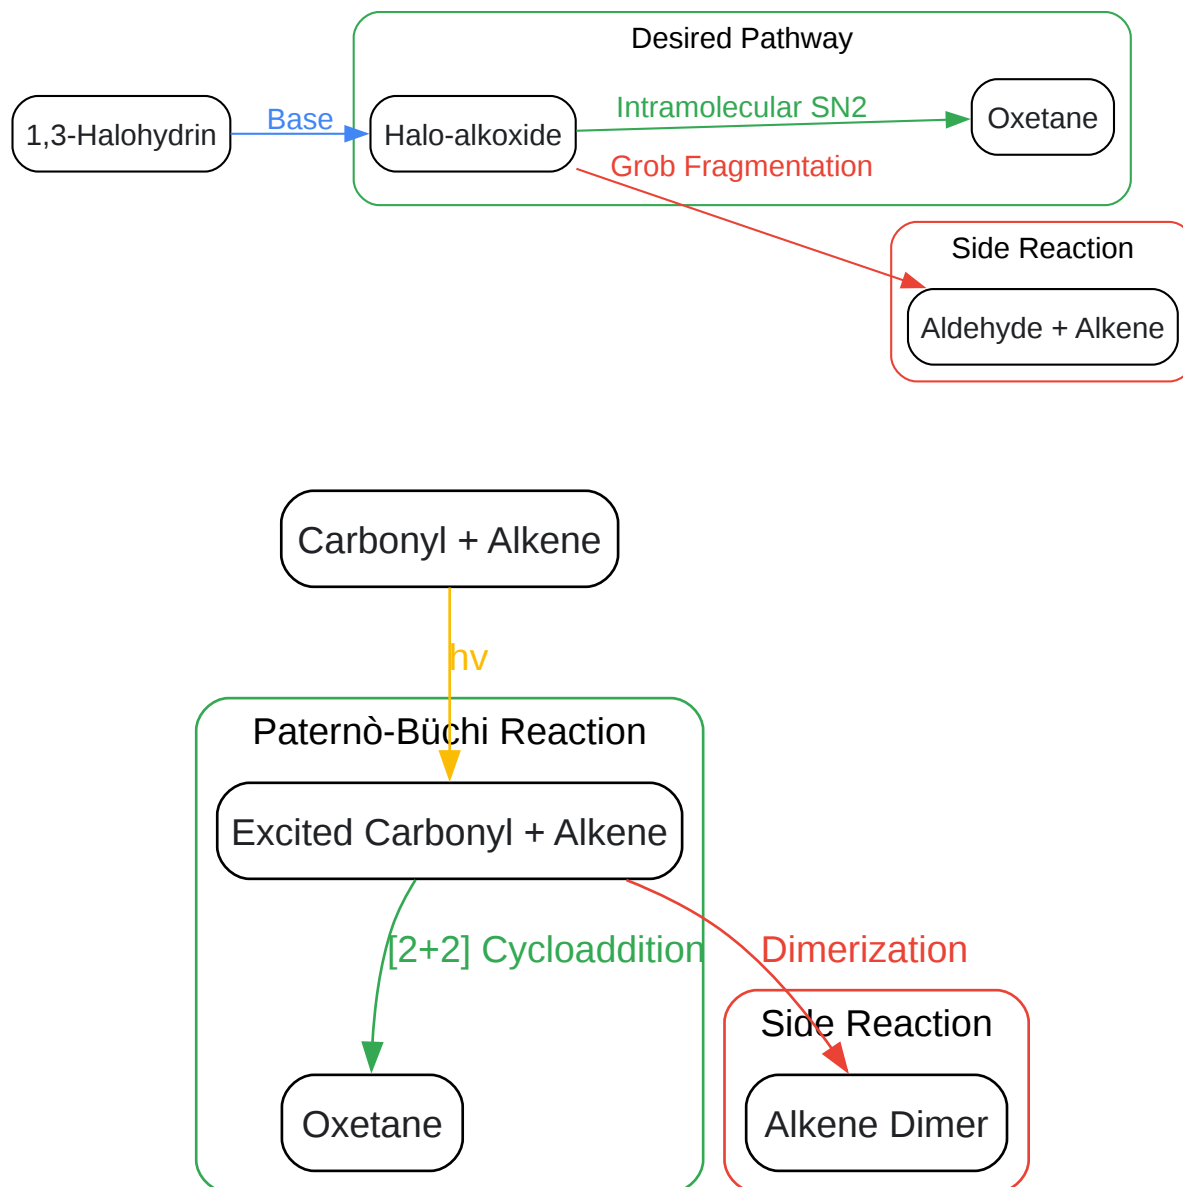 Desired Pathway
1,3-Halohydrin
Base
Halo-alkoxide
Intramolecular SN2
Oxetane
Grob Fragmentation
Side Reaction
Aldehyde + Alkene
Carbonyl + Alkene
hv
Paternò-Büchi Reaction
Excited Carbonyl + Alkene
[2+2] Cycloaddition
Dimerization
Side Reaction
Oxetane
Alkene Dimer